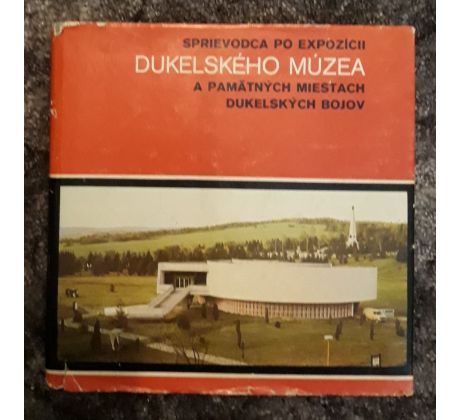 SPRIEVODCA PO EXPOZÍCII
DUKELSKÉHO MÚZEA
A PAMÄTNÝCH MIESTACH
DUKELSKÝCH BOJOV